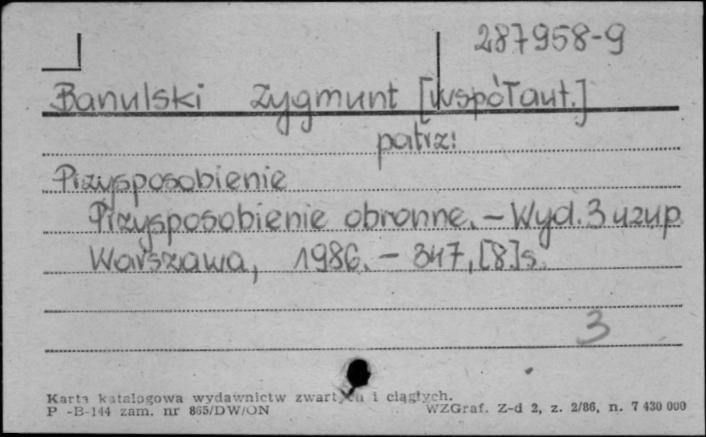 287958-9
Banulski Zygmunt [współaut.]
patrz:
Przysposobienie
Przysposobienie obronne. - Wyd. 3 uzup.
Warszawa, 1986. - 347, [8]s.
3
Karta katalogowa wydawnictw zwartych i ciągłych.
P -B-144 zam. nr 865/DW/ON WZGraf. Z-d 2, z. 2/86, n. 7 430 000